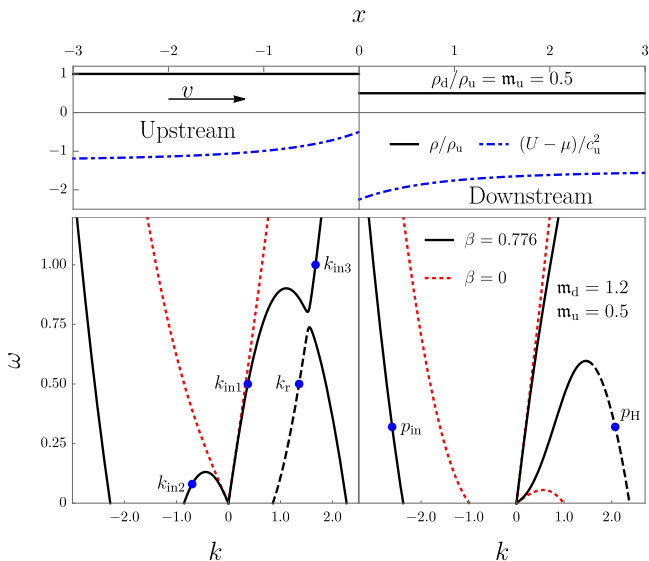 x
−3 −2 −1 0 1 2 3
1
0
−1
−2
v
Upstream
ρd/ρu = 𝔪u = 0.5
ρ/ρu (U − μ)/c²u
Downstream
ω
1.00
0.75
0.50
0.25
0
kin3
kin1
kr
kin2
β = 0.776
β = 0
𝔪d = 1.2
𝔪u = 0.5
pin
pH
−2.0 −1.0 0 1.0 2.0
−2.0 −1.0 0 1.0 2.0
k k